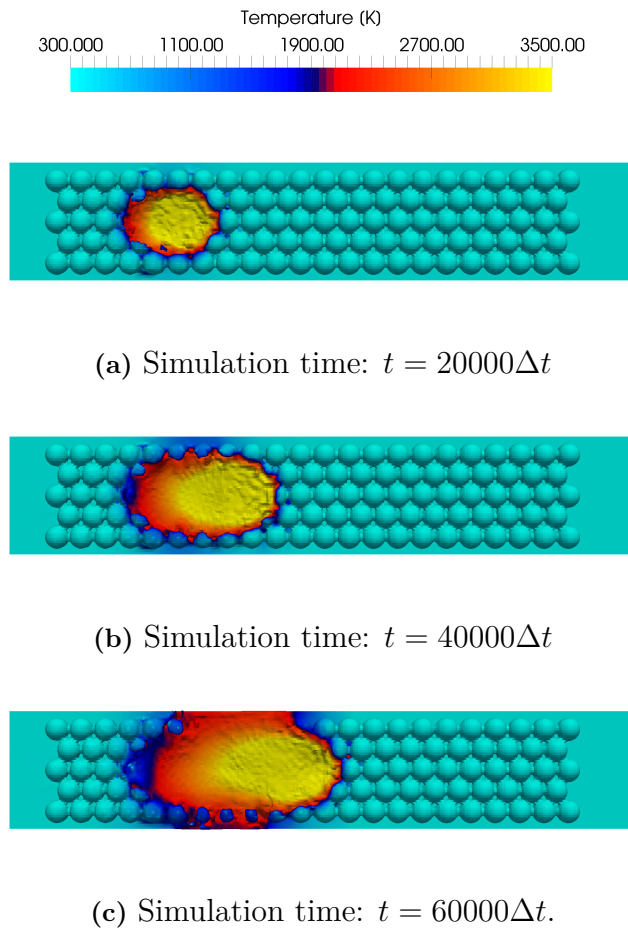 Temperature (K)
300.000 1100.00 1900.00 2700.00 3500.00
(a) Simulation time: t = 20000Δt
(b) Simulation time: t = 40000Δt
(c) Simulation time: t = 60000Δt.